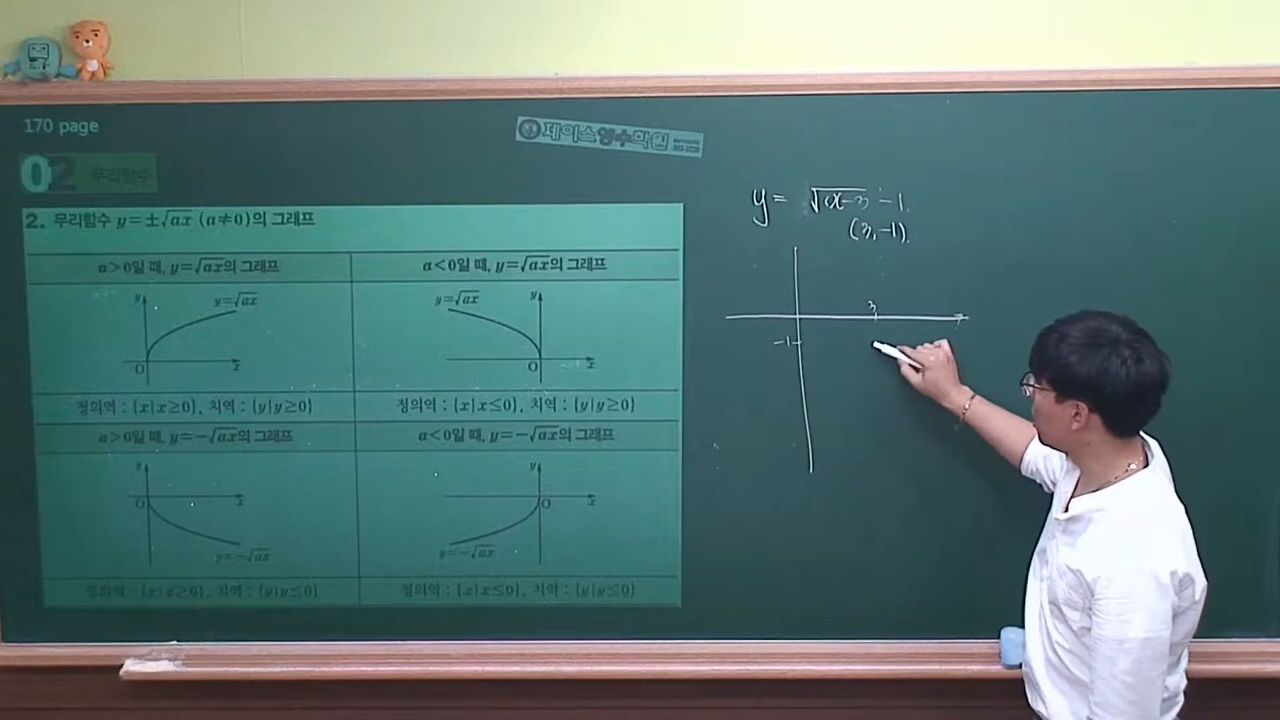 170 page
제이스영수학원
02 무리함수
2. 무리함수 y=±√ax (a≠0)의 그래프
a>0일 때, y=√ax의 그래프
a<0일 때, y=√ax의 그래프
y
y=√ax
O
x
y=√ax
y
O
x
정의역 : {x|x≥0}, 치역 : {y|y≥0}
정의역 : {x|x≤0}, 치역 : {y|y≥0}
a>0일 때, y=-√ax의 그래프
a<0일 때, y=-√ax의 그래프
y
O
x
y=-√ax
y
O
x
y=-√ax
정의역 : {x|x≥0}, 치역 : {y|y≤0}
정의역 : {x|x≤0}, 치역 : {y|y≤0}
(3, -1)
3
-1